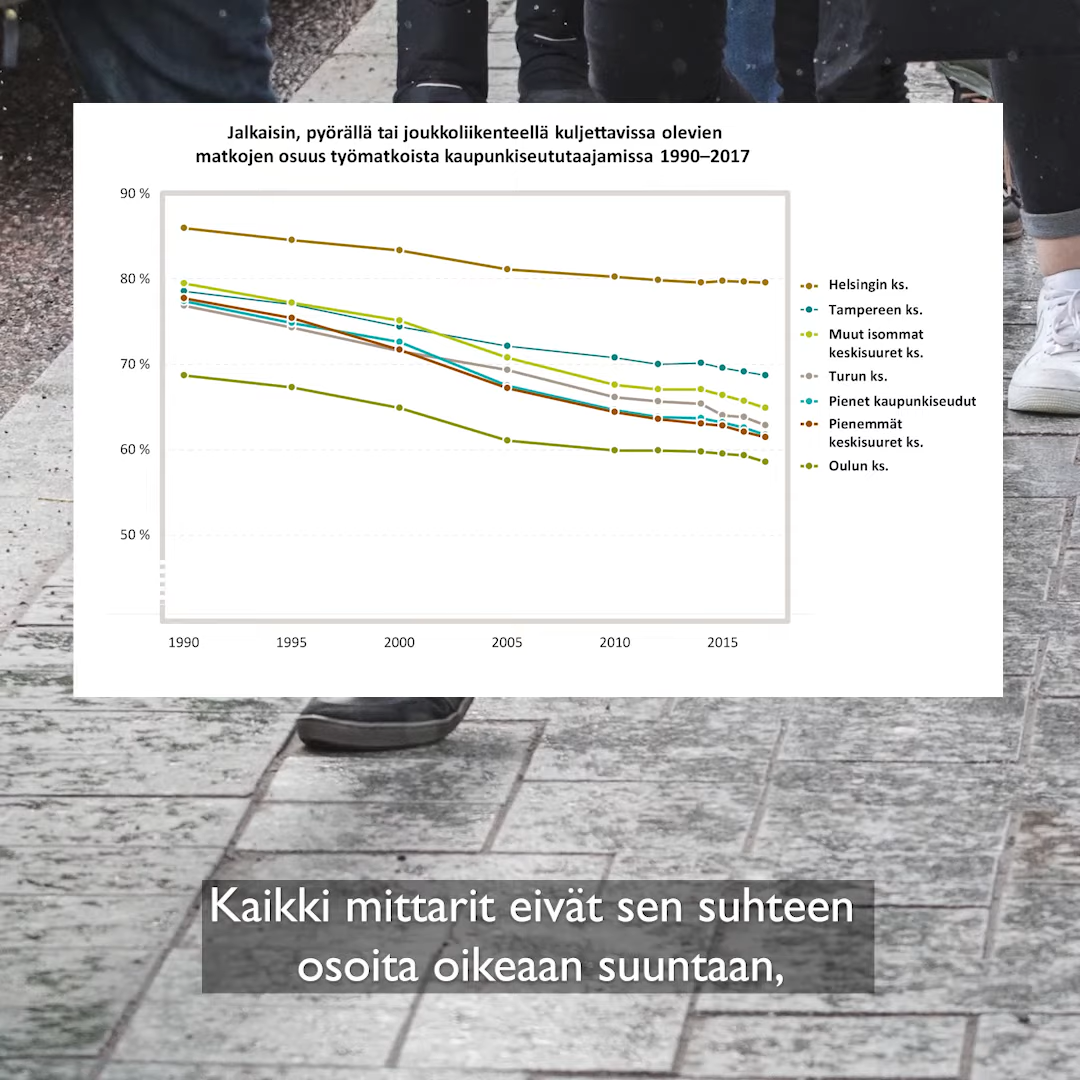 Jalkaisin, pyörällä tai joukkoliikenteellä kuljettavissa olevien
matkojen osuus työmatkoista kaupunkiseututaajamissa 1990–2017
90 %
80 %
70 %
60 %
50 %
1990 1995 2000 2005 2010 2015
Helsingin ks.
Tampereen ks.
Muut isommat
keskisuuret ks.
Turun ks.
Pienet kaupunkiseudut
Pienemmät
keskisuuret ks.
Oulun ks.
Kaikki mittarit eivät sen suhteen
osoita oikeaan suuntaan,